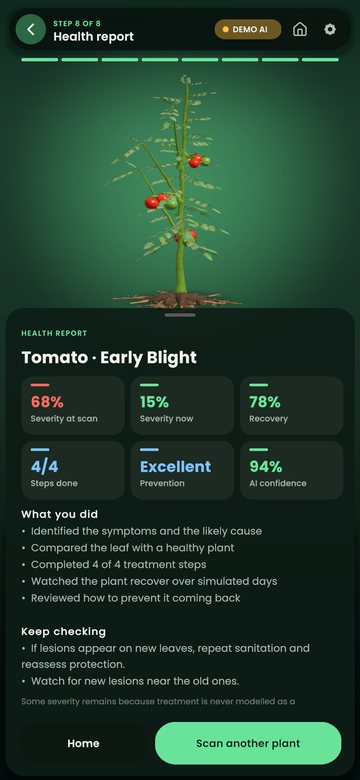 STEP 8 OF 8
Health report
DEMO AI
HEALTH REPORT
Tomato · Early Blight
68%
Severity at scan
15%
Severity now
78%
Recovery
4/4
Steps done
Excellent
Prevention
94%
AI confidence
What you did
• Identified the symptoms and the likely cause
• Compared the leaf with a healthy plant
• Completed 4 of 4 treatment steps
• Watched the plant recover over simulated days
• Reviewed how to prevent it coming back
Keep checking
• If lesions appear on new leaves, repeat sanitation and
reassess protection.
• Watch for new lesions near the old ones.
Some severity remains because treatment is never modelled as a
Home
Scan another plant